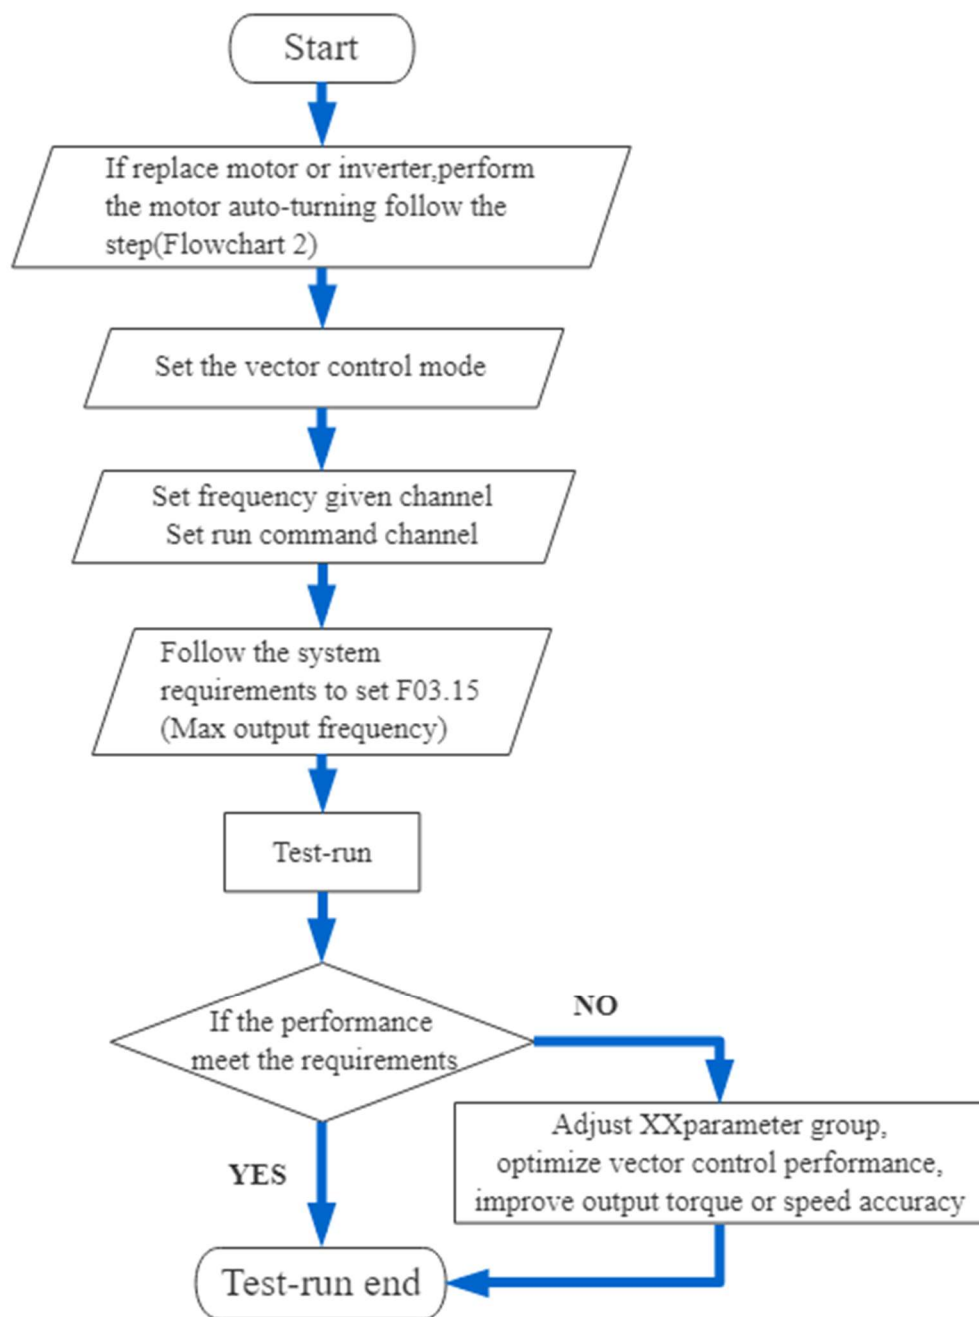 Start
If replace motor or inverter,perform
the motor auto-turning follow the
step(Flowchart 2)
Set the vector control mode
Set frequency given channel
Set run command channel
Follow the system
requirements to set F03.15
(Max output frequency)
Test-run
If the performance
meet the requirements
NO
Adjust XXparameter group,
optimize vector control performance,
improve output torque or speed accuracy
YES
Test-run end